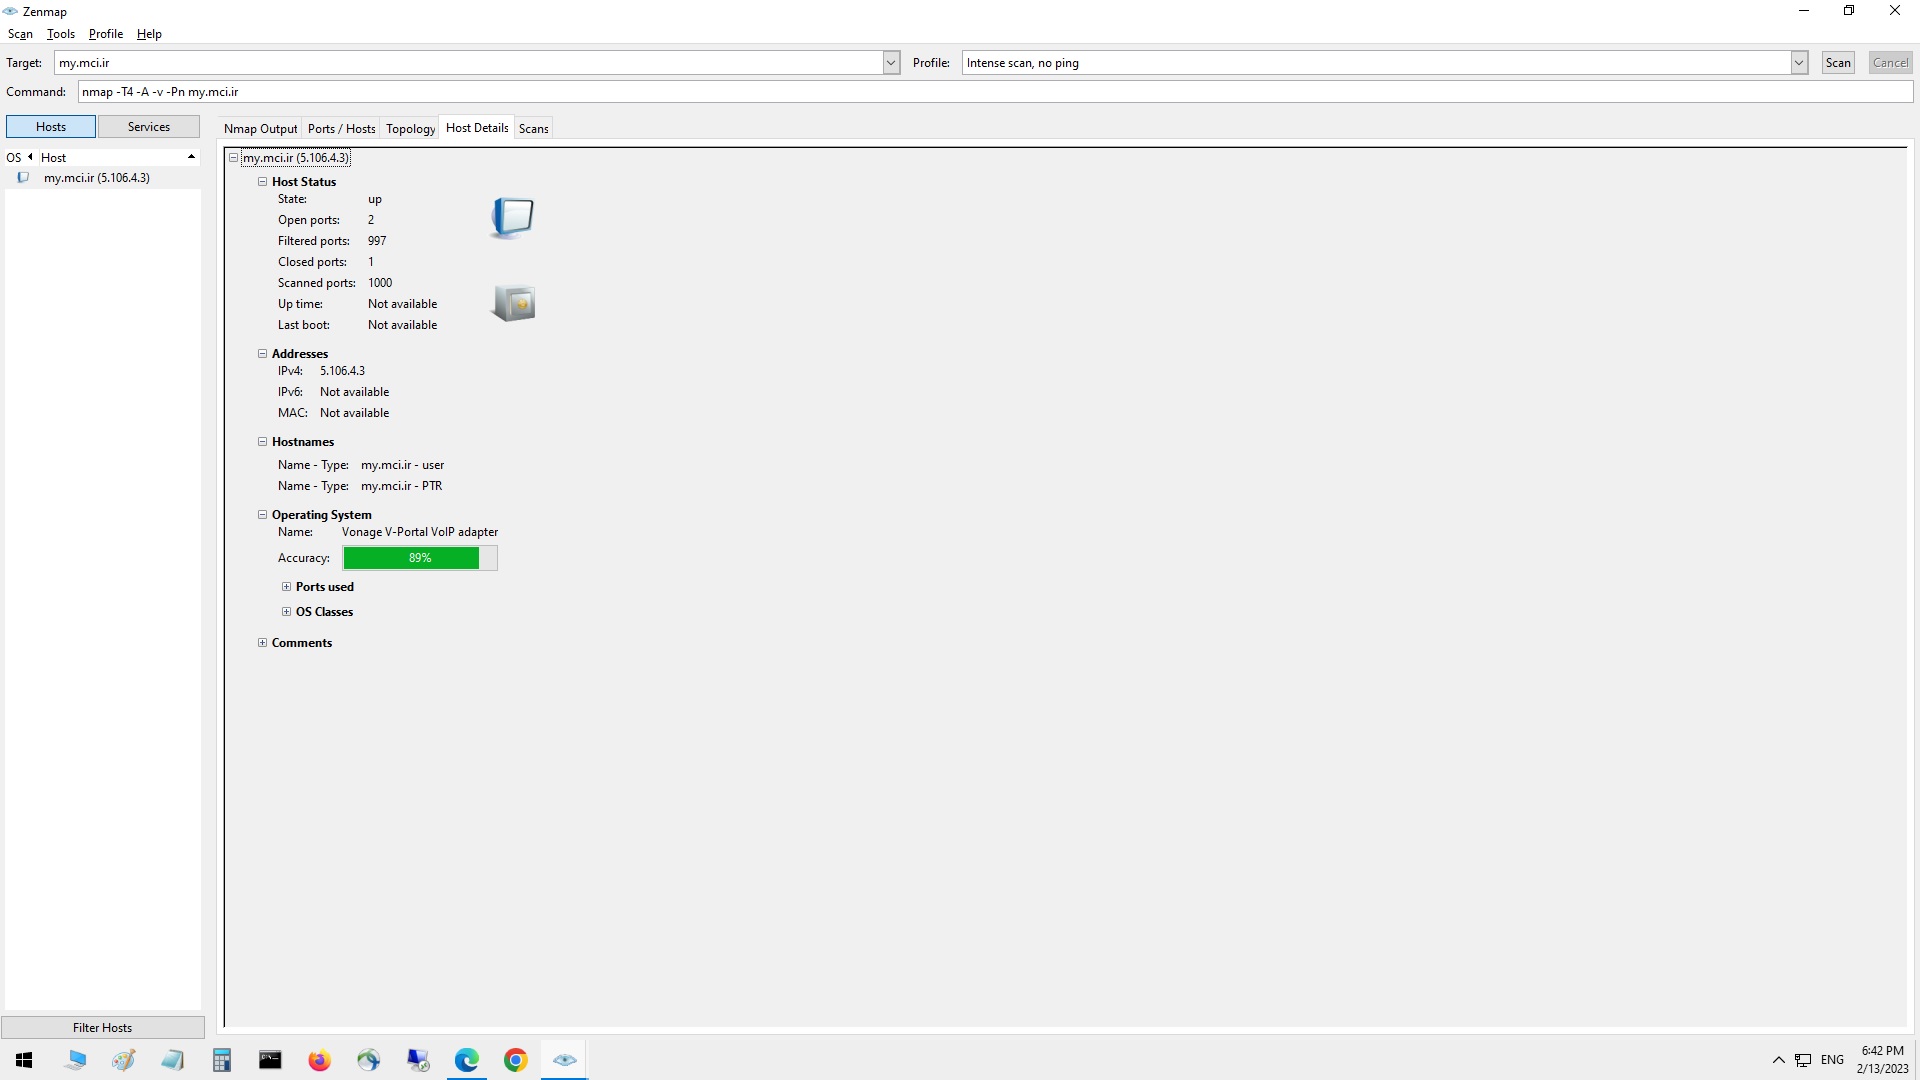 Zenmap
Scan Tools Profile Help
Target: my.mci.ir Profile: Intense scan, no ping Scan Cancel
Command: nmap -T4 -A -v -Pn my.mci.ir
Hosts Services Nmap Output Ports / Hosts Topology Host Details Scans
OS Host
my.mci.ir (5.106.4.3)
my.mci.ir (5.106.4.3)
Host Status
State: up
Open ports: 2
Filtered ports: 997
Closed ports: 1
Scanned ports: 1000
Up time: Not available
Last boot: Not available
Addresses
IPv4: 5.106.4.3
IPv6: Not available
MAC: Not available
Hostnames
Name - Type: my.mci.ir - user
Name - Type: my.mci.ir - PTR
Operating System
Name: Vonage V-Portal VoIP adapter
Accuracy: 89%
Ports used
OS Classes
Comments
Filter Hosts
ENG
6:42 PM
2/13/2023